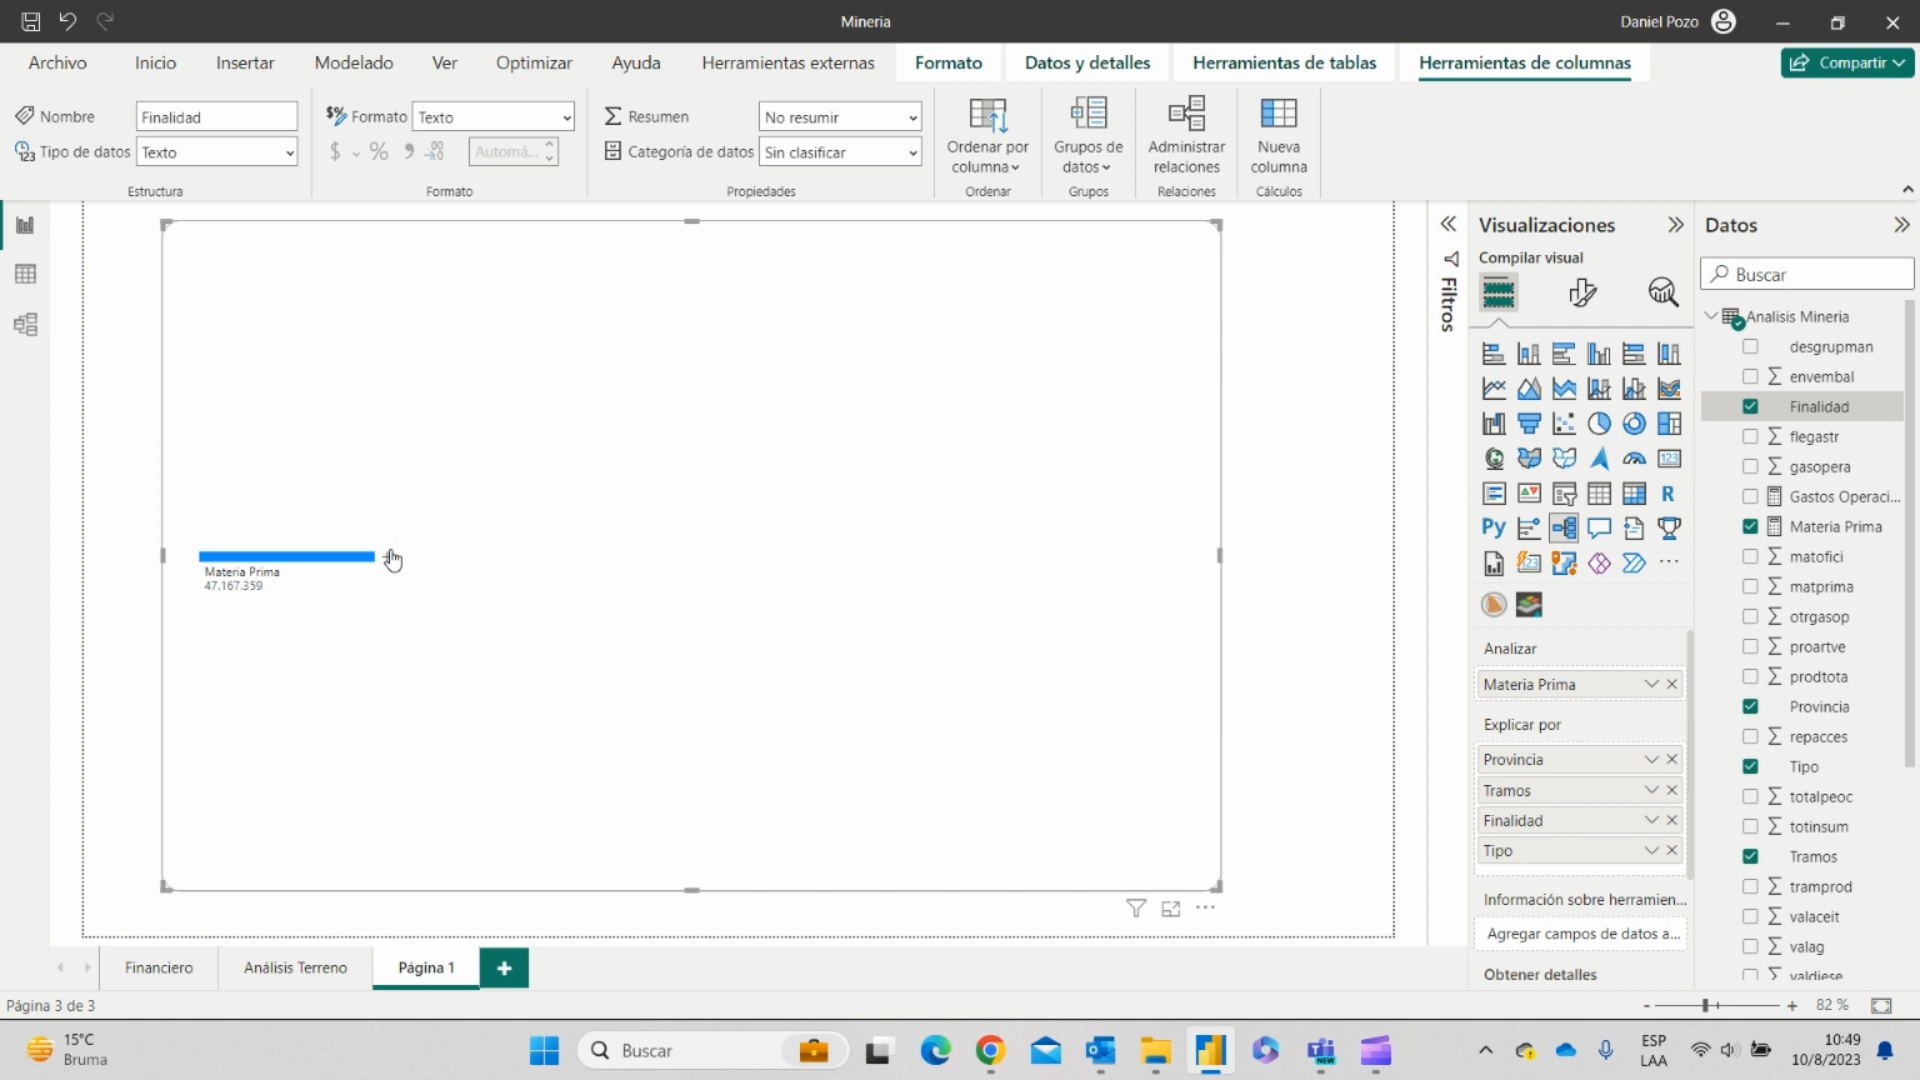 Mineria
Daniel Pozo
Archivo
Inicio
Insertar
Modelado
Ver
Optimizar
Ayuda
Herramientas externas
Formato
Datos y detalles
Herramientas de tablas
Herramientas de columnas
Compartir
Nombre
Finalidad
Formato
Texto
Resumen
No resumir
Tipo de datos
Texto
$
%
Automá...
Categoría de datos
Sin clasificar
Ordenar por
columna
Grupos de
datos
Administrar
relaciones
Nueva
columna
Estructura
Formato
Propiedades
Ordenar
Grupos
Relaciones
Cálculos
Materia Prima
47.167.359
Filtros
Visualizaciones
Compilar visual
R
Py
123
Analizar
Materia Prima
Explicar por
Provincia
Tramos
Finalidad
Tipo
Información sobre herramien...
Agregar campos de datos a...
Obtener detalles
Datos
Buscar
Analisis Mineria
desgrupman
envembal
Finalidad
flegastr
gasopera
Gastos Operaci...
Materia Prima
matofici
matprima
otrgasop
proartve
prodtota
Provincia
repacces
Tipo
totalpeoc
totinsum
Tramos
tramprod
valaceit
valag
valdiese
Financiero
Análisis Terreno
Página 1
Página 3 de 3
82 %
15°C
Bruma
Buscar
NEW
ESP
LAA
10:49
10/8/2023